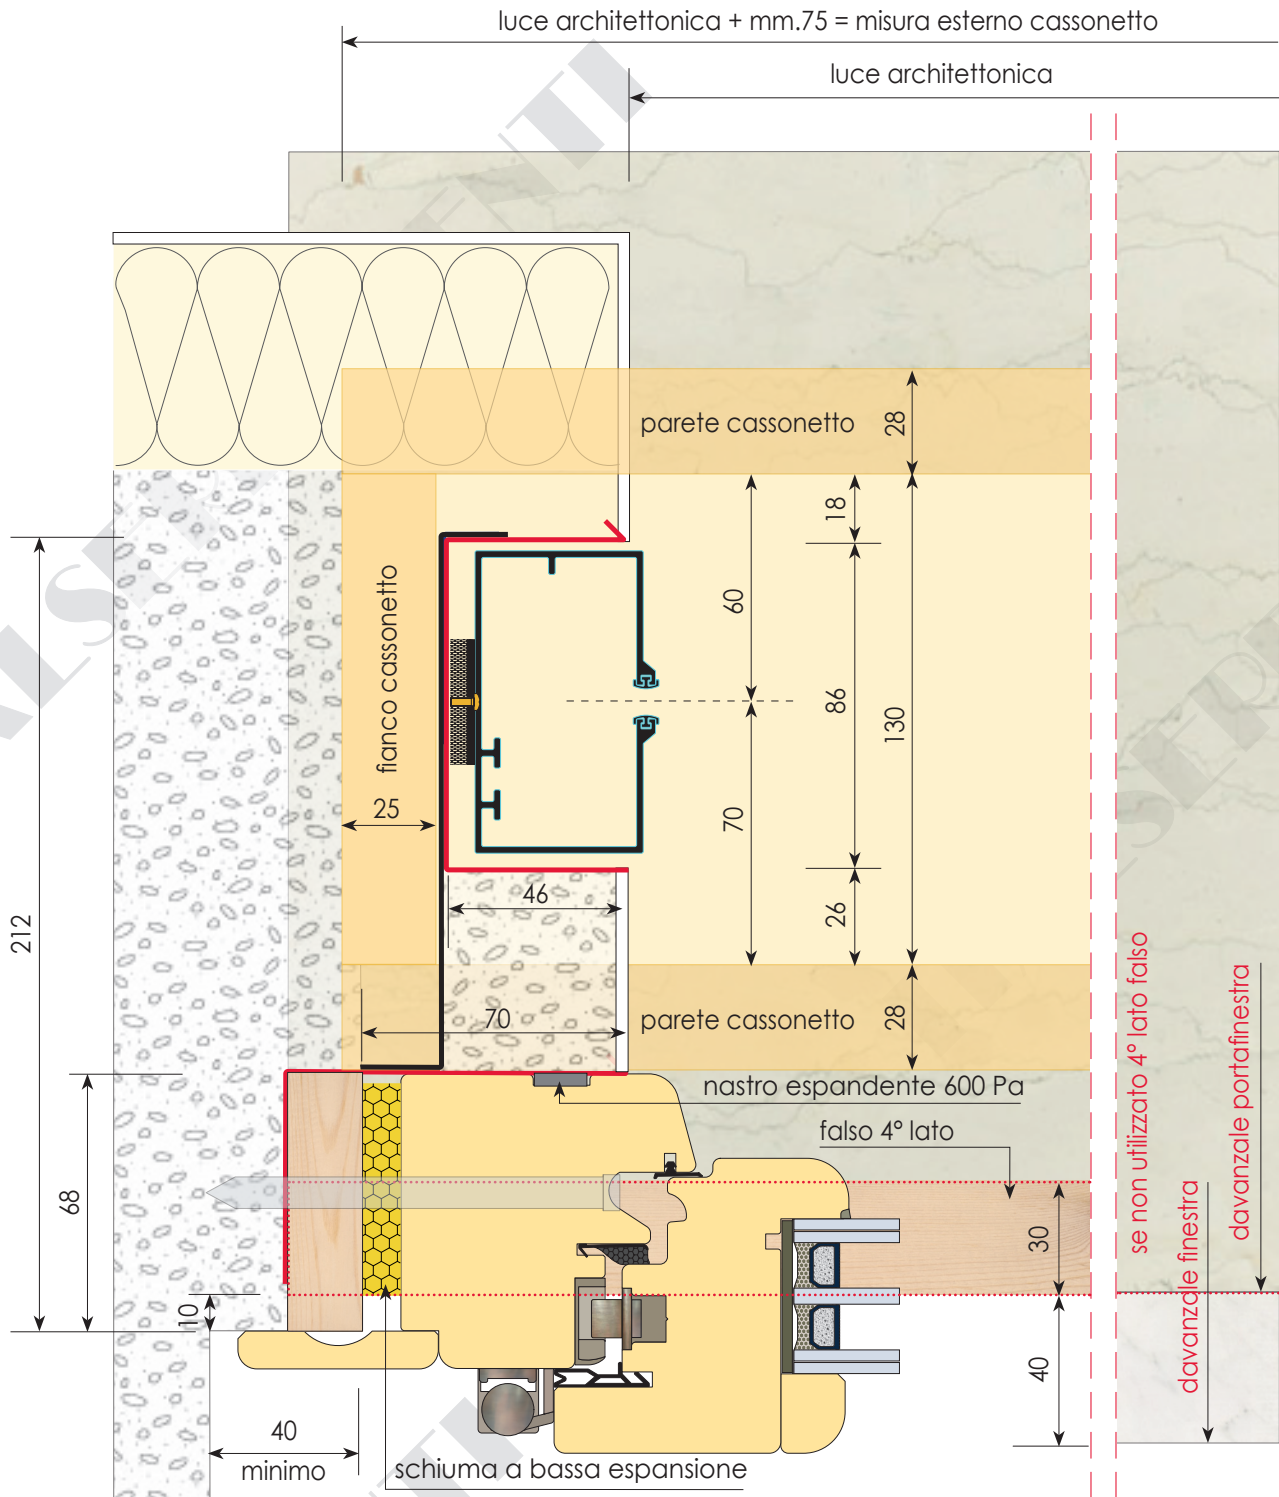 luce architettonica + mm.75 = misura esterno cassonetto
luce architettonica
parete cassonetto
28
18
60
86
130
fianco cassonetto
25
70
46
26
212
70
parete cassonetto
28
nastro espandente 600 Pa
falso 4° lato
68
10
30
40
se non utilizzato 4° lato falso
davanzale finestra
davanzale portafinestra
40
minimo
schiuma a bassa espansione